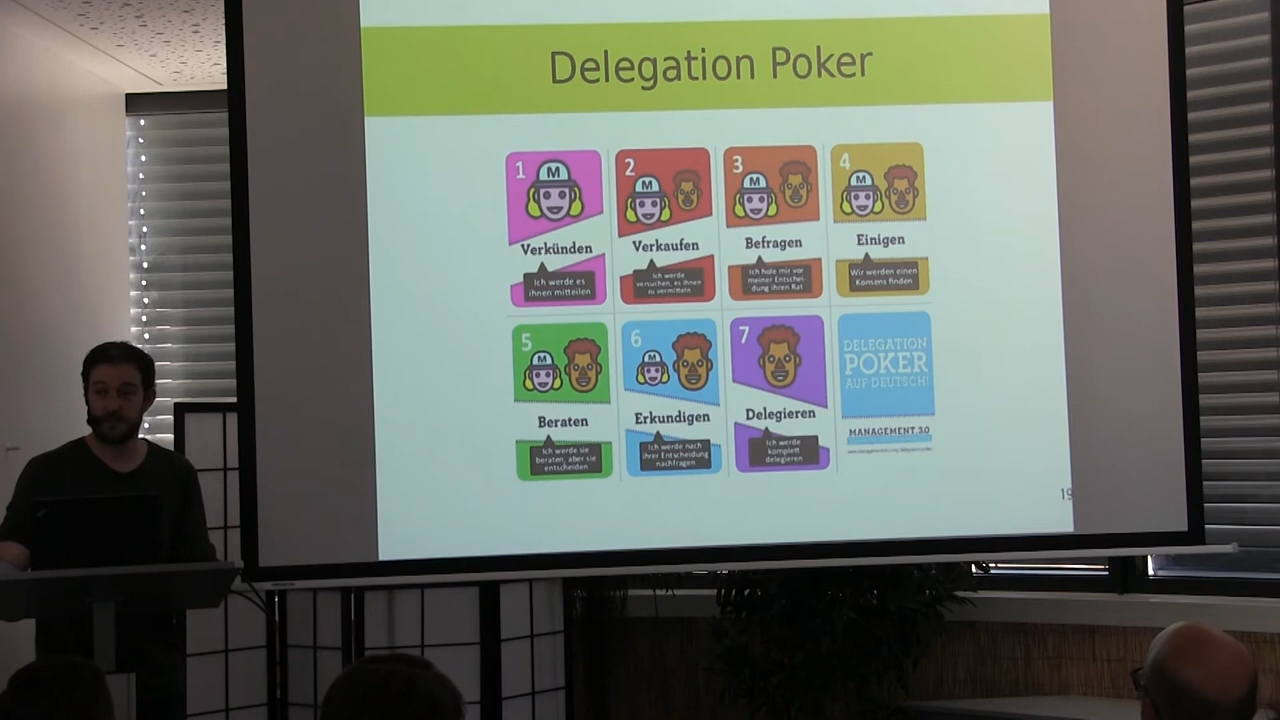 Delegation Poker
1
M
Verkünden
Ich werde es
ihnen mitteilen
2
M
Verkaufen
Ich werde
versuchen, es ihnen
zu vermitteln
3
M
Befragen
Ich hole mir vor
meiner Entschei-
dung ihren Rat
4
M
Einigen
Wir werden einen
Konsens finden
5
M
Beraten
Ich werde sie
beraten, aber sie
entscheiden
6
M
Erkundigen
Ich werde nach
ihrer Entscheidung
nachfragen
7
Delegieren
Ich werde
komplett
delegieren
DELEGATION
POKER
AUF DEUTSCH!
MANAGEMENT 3.0
19